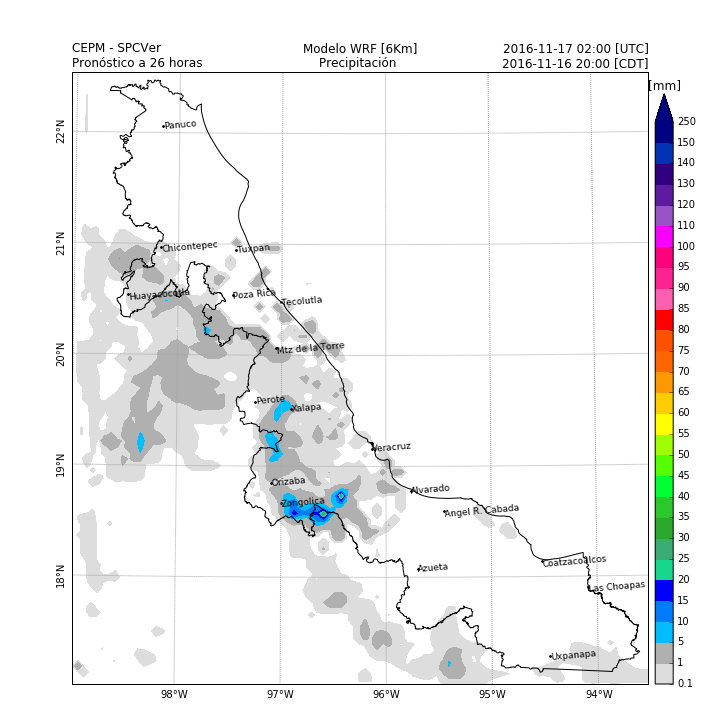 CEPM - SPCVer
Modelo WRF [6Km]
2016-11-17 02:00 [UTC]
Pronóstico a 26 horas
Precipitación
2016-11-16 20:00 [CDT]
[mm]
250
150
140
130
120
110
100
95
90
85
80
75
70
65
60
55
50
45
40
35
30
25
20
15
10
5
1
0.1
22°N
21°N
20°N
19°N
18°N
98°W
97°W
96°W
95°W
94°W
Panuco
Chicontepec
Tuxpan
Huayacocotla
Poza Rica
Tecolutla
Mtz de la Torre
Perote
Xalapa
Veracruz
Orizaba
Zongolica
Alvarado
Angel R. Cabada
Azueta
Coatzacoalcos
Las Choapas
Uxpanapa